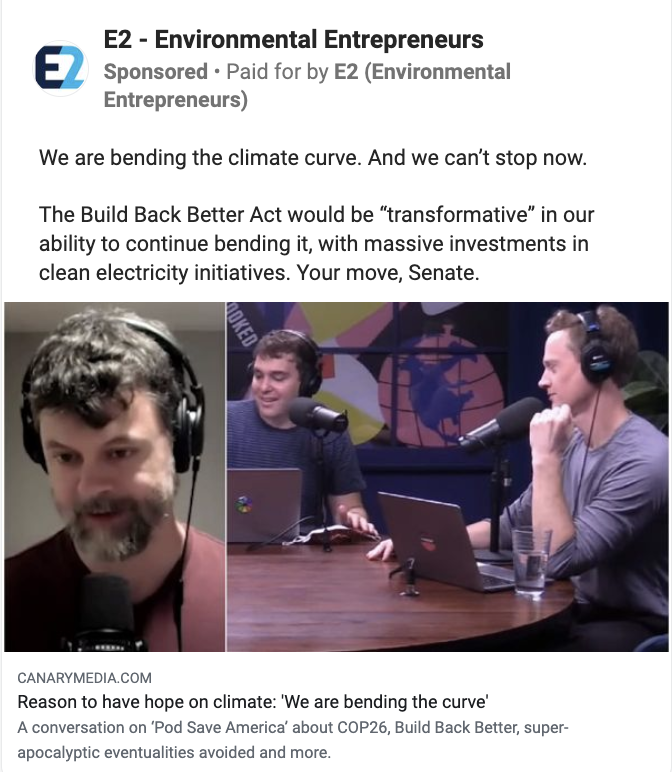 E2
E2 - Environmental Entrepreneurs
Sponsored • Paid for by E2 (Environmental
Entrepreneurs)
We are bending the climate curve. And we can’t stop now.
The Build Back Better Act would be “transformative” in our
ability to continue bending it, with massive investments in
clean electricity initiatives. Your move, Senate.
OOKED
CANARYMEDIA.COM
Reason to have hope on climate: 'We are bending the curve'
A conversation on ‘Pod Save America’ about COP26, Build Back Better, super-
apocalyptic eventualities avoided and more.